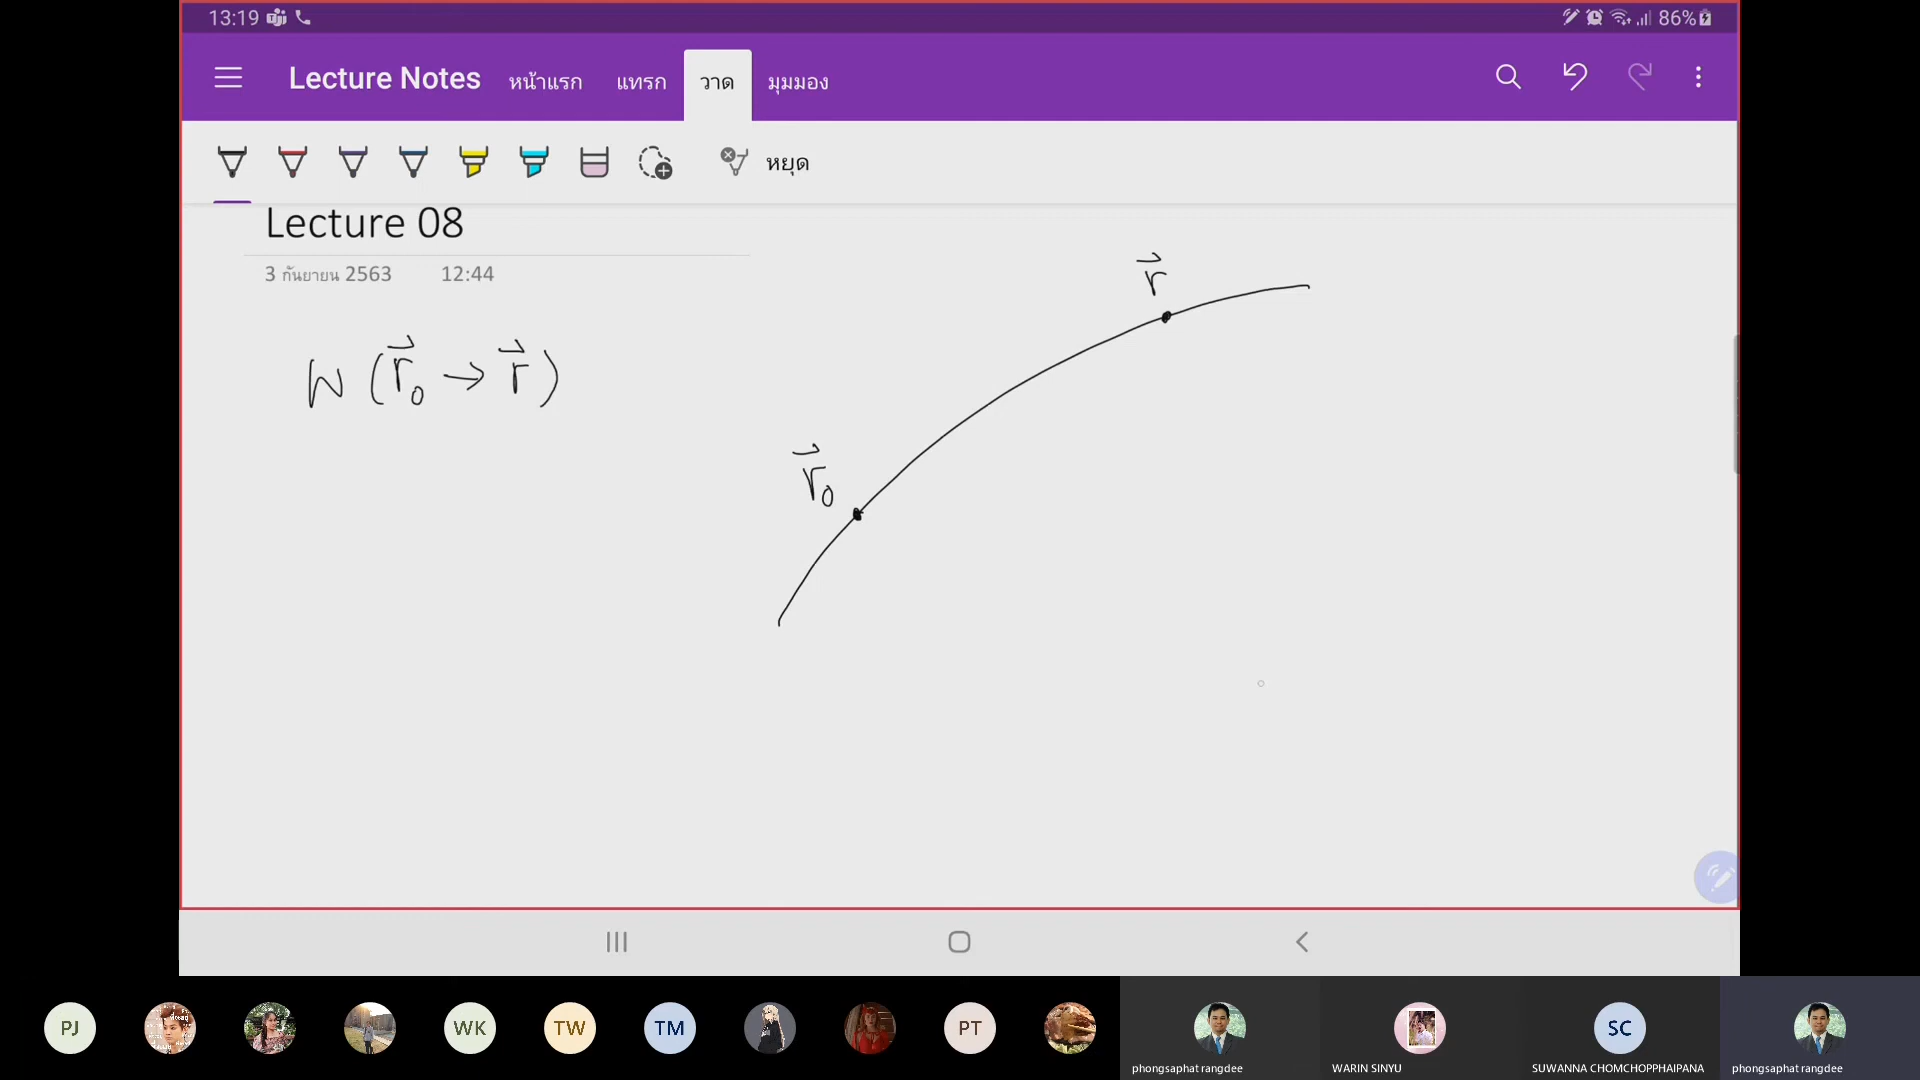 13:19 86%
Lecture Notes หน้าแรก แทรก วาด มุมมอง
หยุด
Lecture 08
3 กันยายน 2563 12:44
W (r⃗₀ → r⃗)
r⃗
r⃗₀
PJ WK TW TM PT SC
phongsaphat rangdee WARIN SINYU SUWANNA CHOMCHOPPHAIPANA phongsaphat rangdee